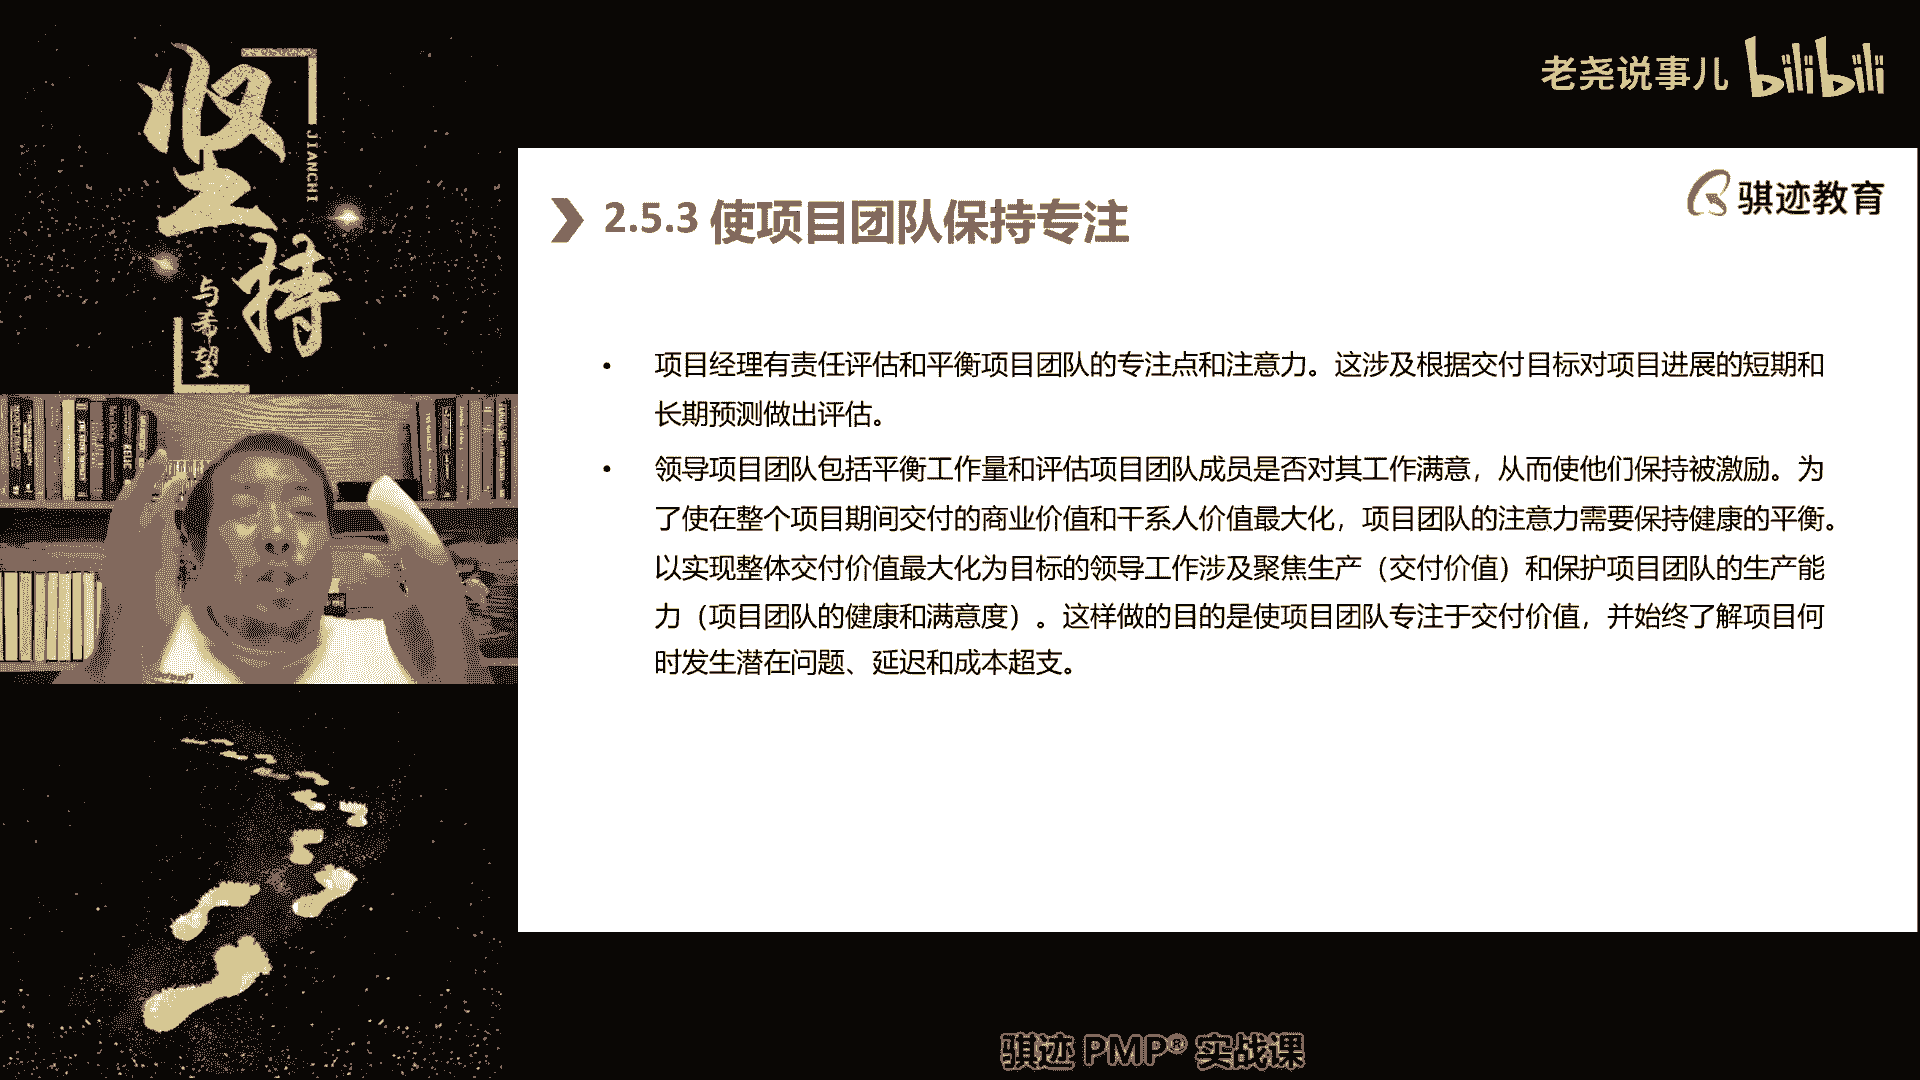 坚持
JIANCHI
与希望
老尧说事儿 bilibili
骐迹教育
2.5.3 使项目团队保持专注
• 项目经理有责任评估和平衡项目团队的专注点和注意力。这涉及根据交付目标对项目进展的短期和
长期预测做出评估。
• 领导项目团队包括平衡工作量和评估项目团队成员是否对其工作满意，从而使他们保持被激励。为
了使在整个项目期间交付的商业价值和干系人价值最大化，项目团队的注意力需要保持健康的平衡。
以实现整体交付价值最大化为目标的领导工作涉及聚焦生产（交付价值）和保护项目团队的生产能
力（项目团队的健康和满意度）。这样做的目的是使项目团队专注于交付价值，并始终了解项目何
时发生潜在问题、延迟和成本超支。
骐迹 PMP® 实战课